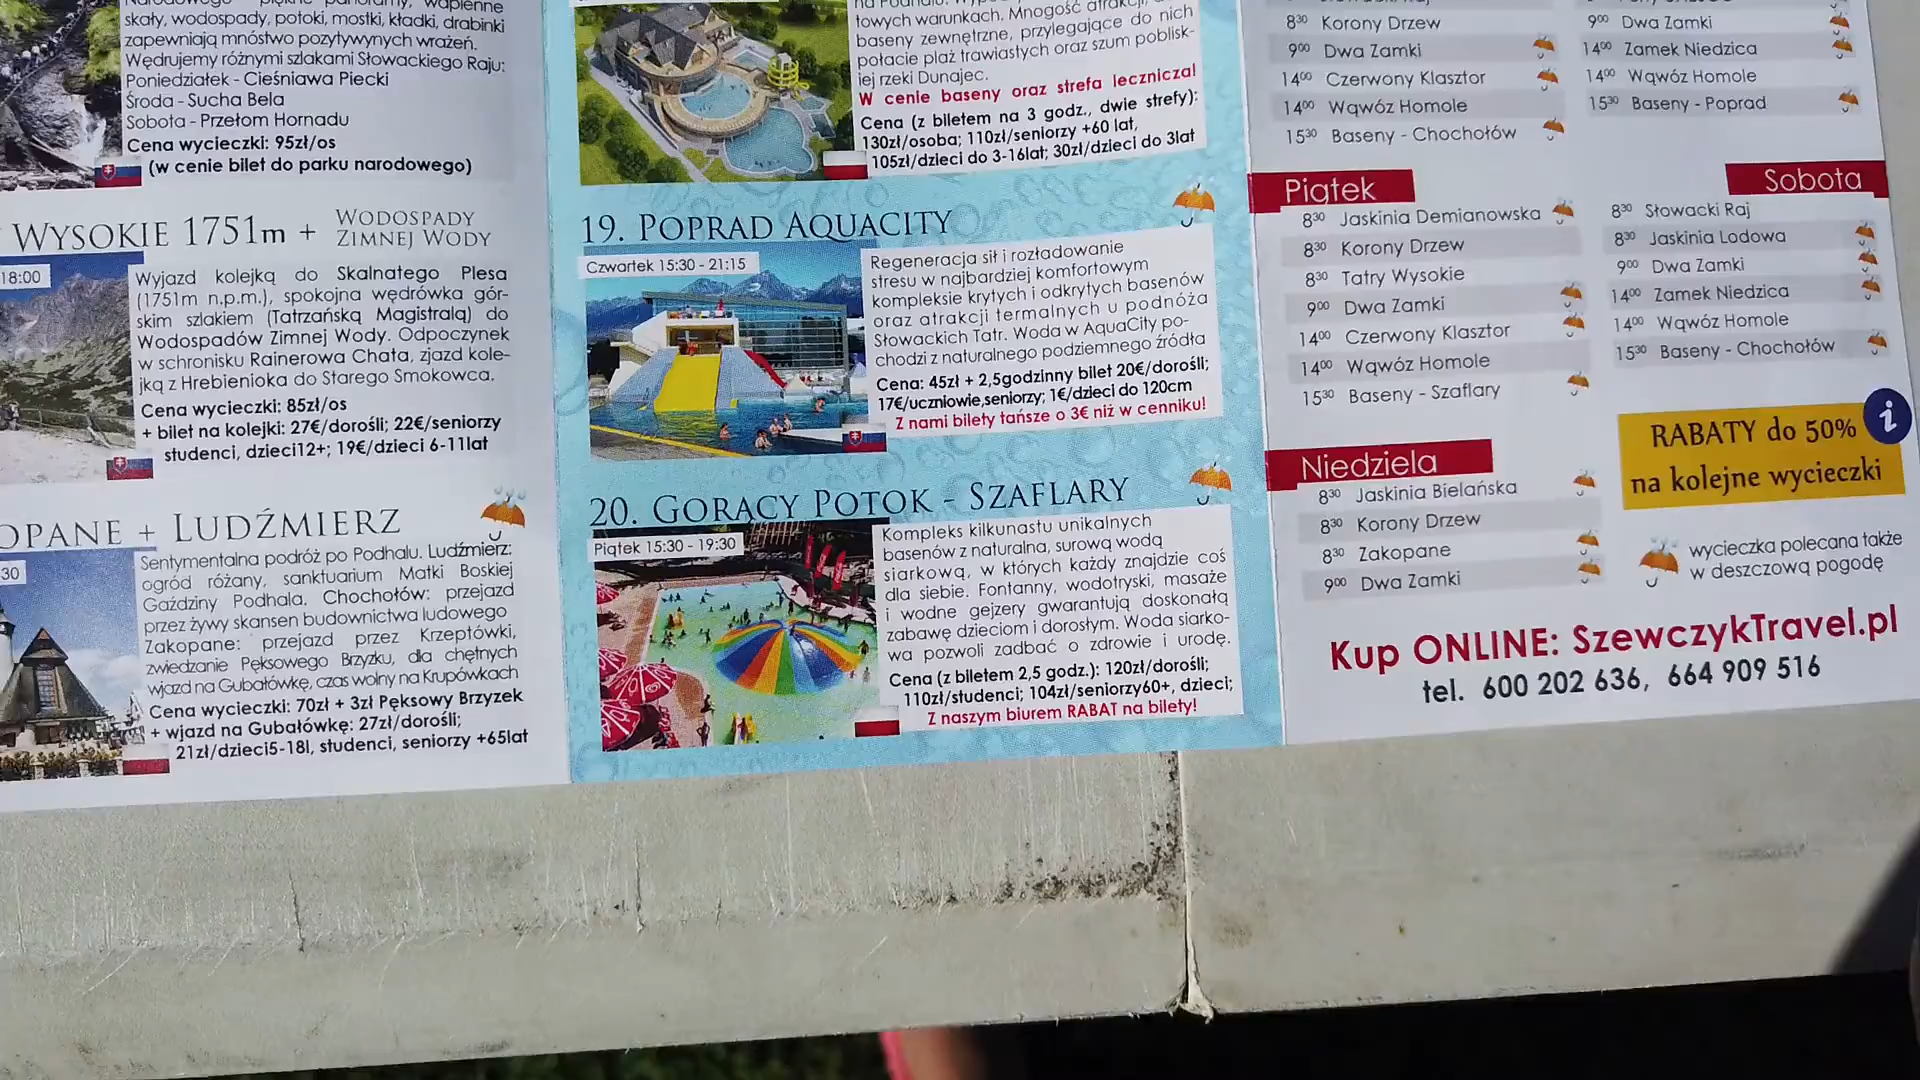 skały, wodospady, potoki, mostki, kładki, drabinki
zapewniają mnóstwo pozytywnych wrażeń.
Wędrujemy różnymi szlakami Słowackiego Raju:
Poniedziałek - Cieśniawa Piecki
Środa - Sucha Bela
Sobota - Przełom Hornadu
Cena wycieczki: 95zł/os
(w cenie bilet do parku narodowego)
WYSOKIE 1751m + WODOSPADY
ZIMNEJ WODY
18:00
Wyjazd kolejką do Skalnatego Plesa
(1751m n.p.m.), spokojna wędrówka gór-
skim szlakiem (Tatrzańską Magistralą) do
Wodospadów Zimnej Wody. Odpoczynek
w schronisku Rainerowa Chata, zjazd kole-
jką z Hrebienioka do Starego Smokowca.
Cena wycieczki: 85zł/os
+ bilet na kolejki: 27€/dorośli; 22€/seniorzy
studenci, dzieci12+; 19€/dzieci 6-11lat
OPANE + LUDŹMIERZ
30
Sentymentalna podróż po Podhalu. Ludźmierz:
ogród różany, sanktuarium Matki Boskiej
Gaździny Podhala. Chochołów: przejazd
przez żywy skansen budownictwa ludowego
Zakopane: przejazd przez Krzeptówki,
zwiedzanie Pęksowego Brzyzku, dla chętnych
wjazd na Gubałówkę, czas wolny na Krupówkach
Cena wycieczki: 70zł + 3zł Pęksowy Brzyzek
+ wjazd na Gubałówkę: 27zł/dorośli;
21zł/dzieci5-18l, studenci, seniorzy +65lat
towych warunkach. Mnogość atrakcji,
baseny zewnętrzne, przylegające do nich
połacie plaż trawiastych oraz szum poblisk-
iej rzeki Dunajec.
W cenie baseny oraz strefa lecznicza!
Cena (z biletem na 3 godz., dwie strefy):
130zł/osoba; 110zł/seniorzy +60 lat,
105zł/dzieci do 3-16lat; 30zł/dzieci do 3lat
19. POPRAD AQUACITY
Czwartek 15:30 - 21:15
Regeneracja sił i rozładowanie
stresu w najbardziej komfortowym
kompleksie krytych i odkrytych basenów
oraz atrakcji termalnych u podnóża
Słowackich Tatr. Woda w AquaCity po-
chodzi z naturalnego podziemnego źródła
Cena: 45zł + 2,5godzinny bilet 20€/dorośli;
17€/uczniowie,seniorzy; 1€/dzieci do 120cm
Z nami bilety tańsze o 3€ niż w cenniku!
20. GORĄCY POTOK - SZAFLARY
Piątek 15:30 - 19:30
Kompleks kilkunastu unikalnych
basenów z naturalną, surową wodą
siarkową, w których każdy znajdzie coś
dla siebie. Fontanny, wodotryski, masaże
i wodne gejzery gwarantują doskonałą
zabawę dzieciom i dorosłym. Woda siarko-
wa pozwoli zadbać o zdrowie i urodę.
Cena (z biletem 2,5 godz.): 120zł/dorośli;
110zł/studenci; 104zł/seniorzy60+, dzieci;
Z naszym biurem RABAT na bilety!
8³⁰ Korony Drzew
9⁰⁰ Dwa Zamki
14⁰⁰ Czerwony Klasztor
14⁰⁰ Wąwóz Homole
15³⁰ Baseny - Chochołów
9⁰⁰ Dwa Zamki
14⁰⁰ Zamek Niedzica
14⁰⁰ Wąwóz Homole
15³⁰ Baseny - Poprad
Piątek
8³⁰ Jaskinia Demianowska
8³⁰ Korony Drzew
8³⁰ Tatry Wysokie
9⁰⁰ Dwa Zamki
14⁰⁰ Czerwony Klasztor
14⁰⁰ Wąwóz Homole
15³⁰ Baseny - Szaflary
Sobota
8³⁰ Słowacki Raj
8³⁰ Jaskinia Lodowa
9⁰⁰ Dwa Zamki
14⁰⁰ Zamek Niedzica
14⁰⁰ Wąwóz Homole
15³⁰ Baseny - Chochołów
Niedziela
8³⁰ Jaskinia Bielańska
8³⁰ Korony Drzew
8³⁰ Zakopane
9⁰⁰ Dwa Zamki
i
RABATY do 50%
na kolejne wycieczki
wycieczka polecana także
w deszczową pogodę
Kup ONLINE: SzewczykTravel.pl
tel. 600 202 636, 664 909 516